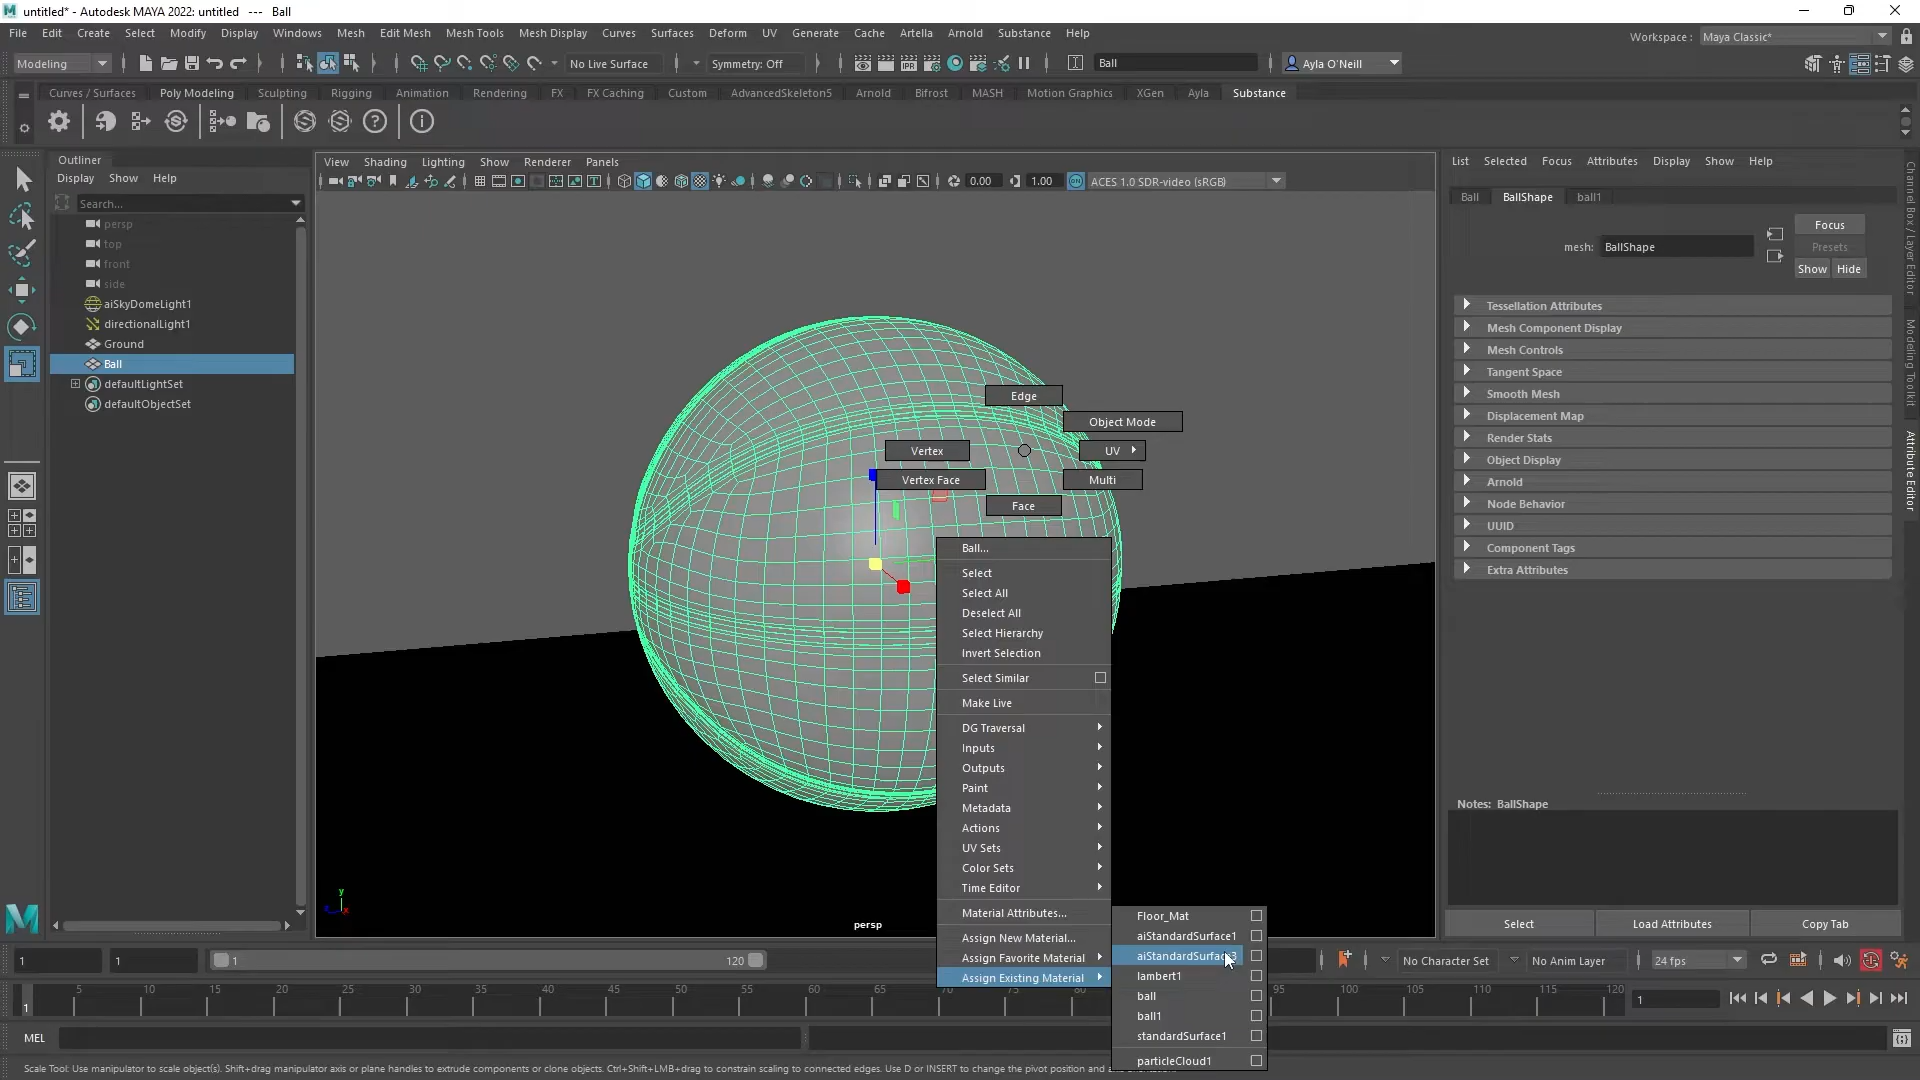 untitled* - Autodesk MAYA 2022: untitled --- Ball
File Edit Create Select Modify Display Windows Mesh Edit Mesh Mesh Tools Mesh Display Curves Surfaces Deform UV Generate Cache Artella Arnold Substance Help
Workspace : Maya Classic*
Modeling No Live Surface Symmetry: Off IPR Ball Ayla O'Neill
Curves / Surfaces Poly Modeling Sculpting Rigging Animation Rendering FX FX Caching Custom AdvancedSkeleton5 Arnold Bifrost MASH Motion Graphics XGen Ayla Substance
Outliner
Display Show Help
Search...
persp
top
front
side
aiSkyDomeLight1
directionalLight1
Ground
Ball
defaultLightSet
defaultObjectSet
View Shading Lighting Show Renderer Panels
0.00 1.00 ON ACES 1.0 SDR-video (sRGB)
Edge
Object Mode
Vertex
UV
Vertex Face
Multi
Face
Ball...
Select
Select All
Deselect All
Select Hierarchy
Invert Selection
Select Similar
Make Live
DG Traversal
Inputs
Outputs
Paint
Metadata
Actions
UV Sets
Color Sets
Time Editor
Material Attributes...
Assign New Material...
Assign Favorite Material
Assign Existing Material
Floor_Mat
aiStandardSurface1
lambert1
ball
ball1
standardSurface1
particleCloud1
y
x
persp
List Selected Focus Attributes Display Show Help
Ball BallShape ball1
mesh: BallShape
Focus
Presets
Show Hide
Tessellation Attributes
Mesh Component Display
Mesh Controls
Tangent Space
Smooth Mesh
Displacement Map
Render Stats
Object Display
Arnold
Node Behavior
UUID
Component Tags
Extra Attributes
Notes: BallShape
Select Load Attributes Copy Tab
Channel Box / Layer Editor
Modeling Toolkit
Attribute Editor
1 1 1 120 No Character Set No Anim Layer 24 fps
1 5 10 15 20 25 30 35 40 45 50 55 60 65 70 75 95 100 105 110 115 120 1
MEL
Scale Tool: Use manipulator to scale object(s). Shift+drag manipulator axis or plane handles to extrude components or clone objects. Ctrl+Shift+LMB+drag to constrain scaling to connected edges. Use D or INSERT to change the pivot position and